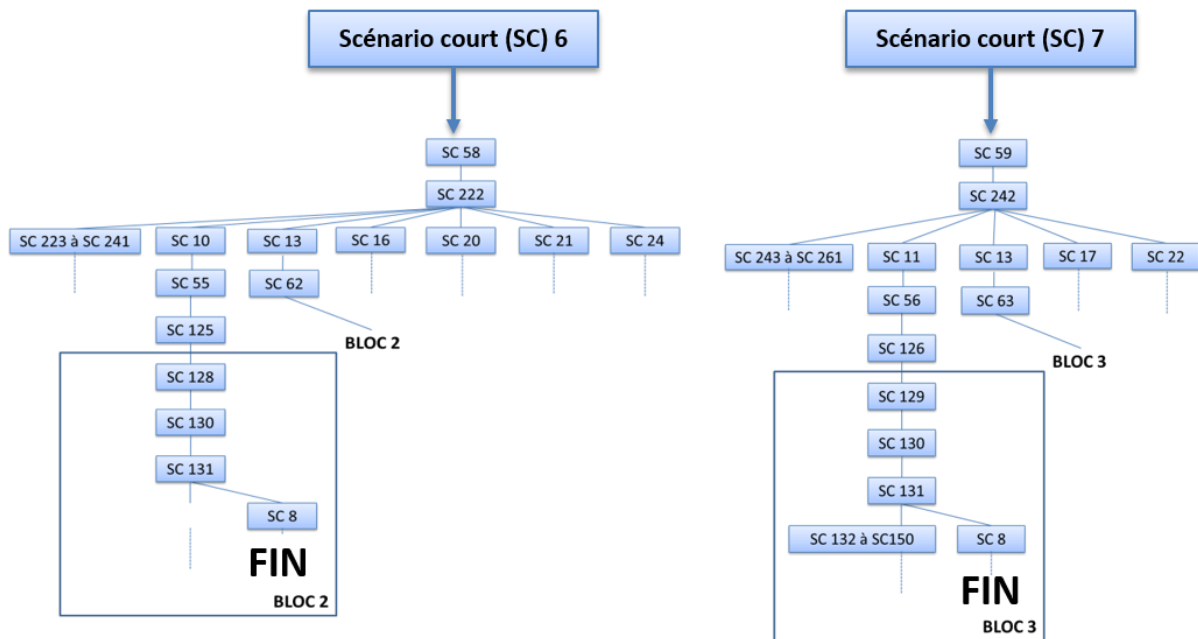 Scénario court (SC) 6
SC 58
SC 222
SC 223 à SC 241
SC 10
SC 13
SC 16
SC 20
SC 21
SC 24
SC 55
SC 62
SC 125
BLOC 2
SC 128
SC 130
SC 131
SC 8
FIN
BLOC 2
Scénario court (SC) 7
SC 59
SC 242
SC 243 à SC 261
SC 11
SC 13
SC 17
SC 22
SC 56
SC 63
SC 126
BLOC 3
SC 129
SC 130
SC 131
SC 132 à SC150
SC 8
FIN
BLOC 3